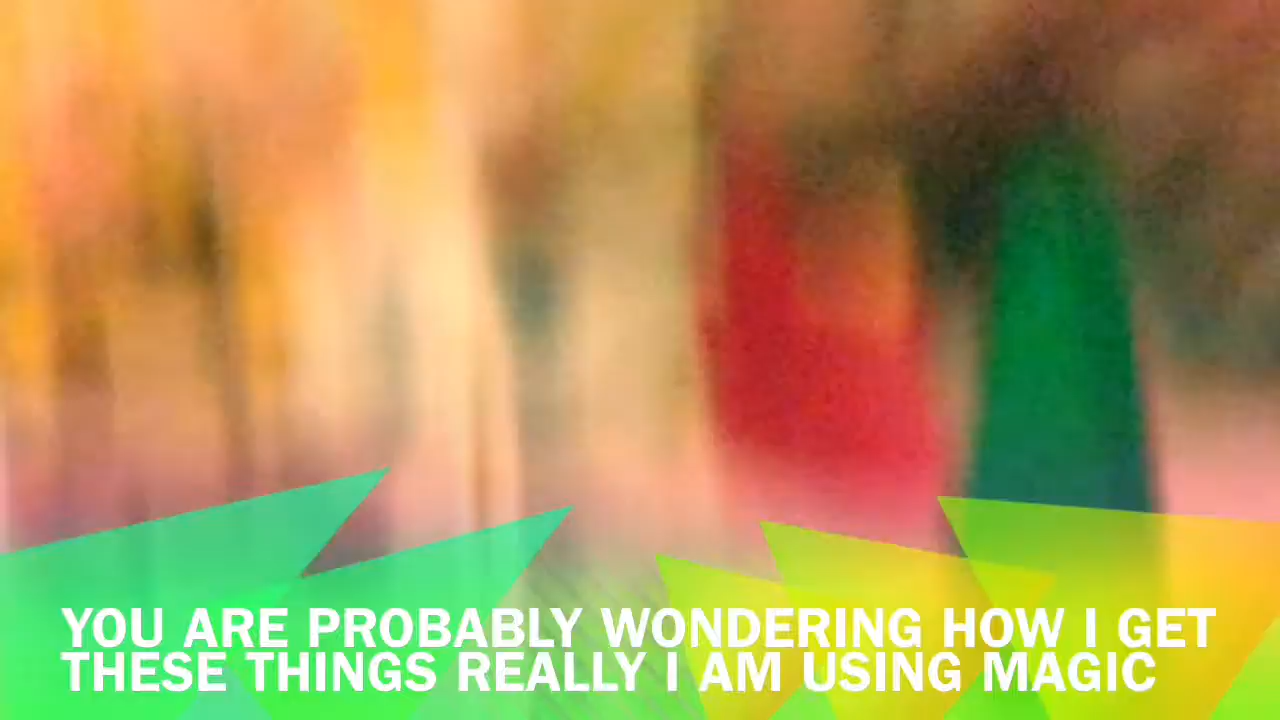 YOU ARE PROBABLY WONDERING HOW I GET
THESE THINGS REALLY I AM USING MAGIC